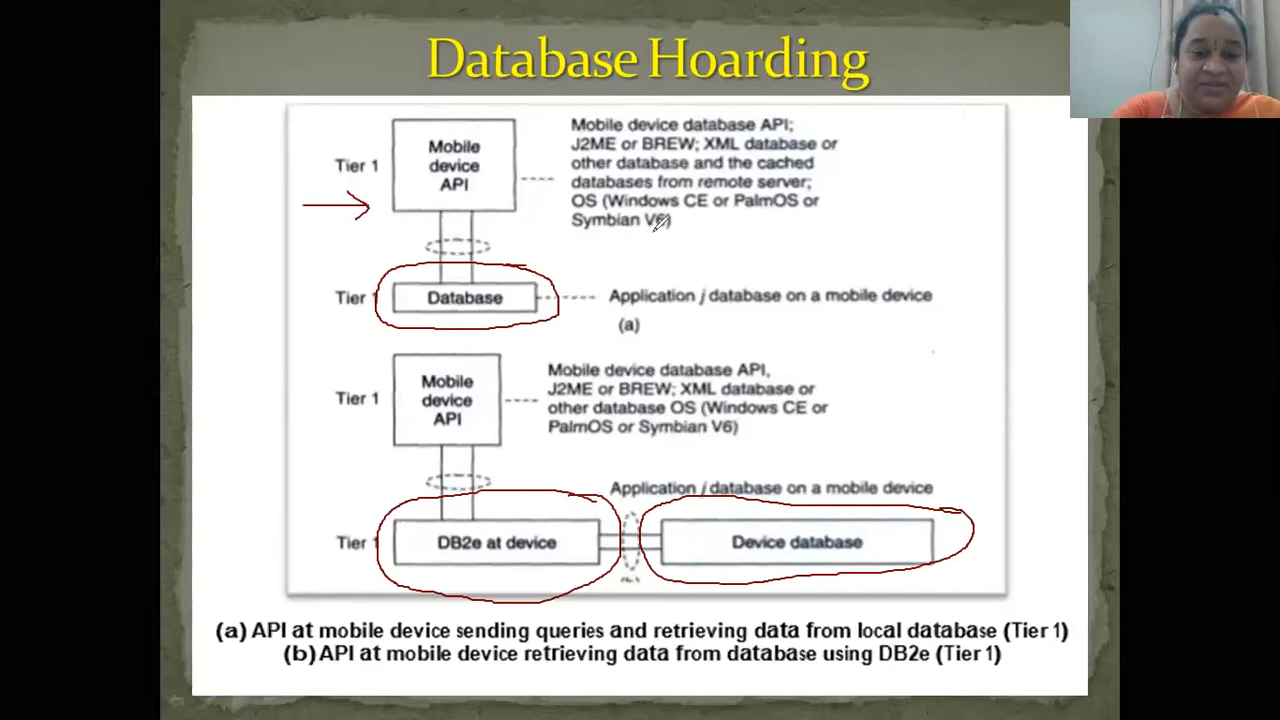 Database Hoarding
Mobile
device
API
Tier 1
Mobile device database API;
J2ME or BREW; XML database or
other database and the cached
databases from remote server;
OS (Windows CE or PalmOS or
Symbian V6)
Tier 1
Database
Application j database on a mobile device
(a)
Mobile
device
API
Tier 1
Mobile device database API,
J2ME or BREW; XML database or
other database OS (Windows CE or
PalmOS or Symbian V6)
Application j database on a mobile device
Tier 1
DB2e at device
Device database
(a) API at mobile device sending queries and retrieving data from local database (Tier 1)
(b) API at mobile device retrieving data from database using DB2e (Tier 1)